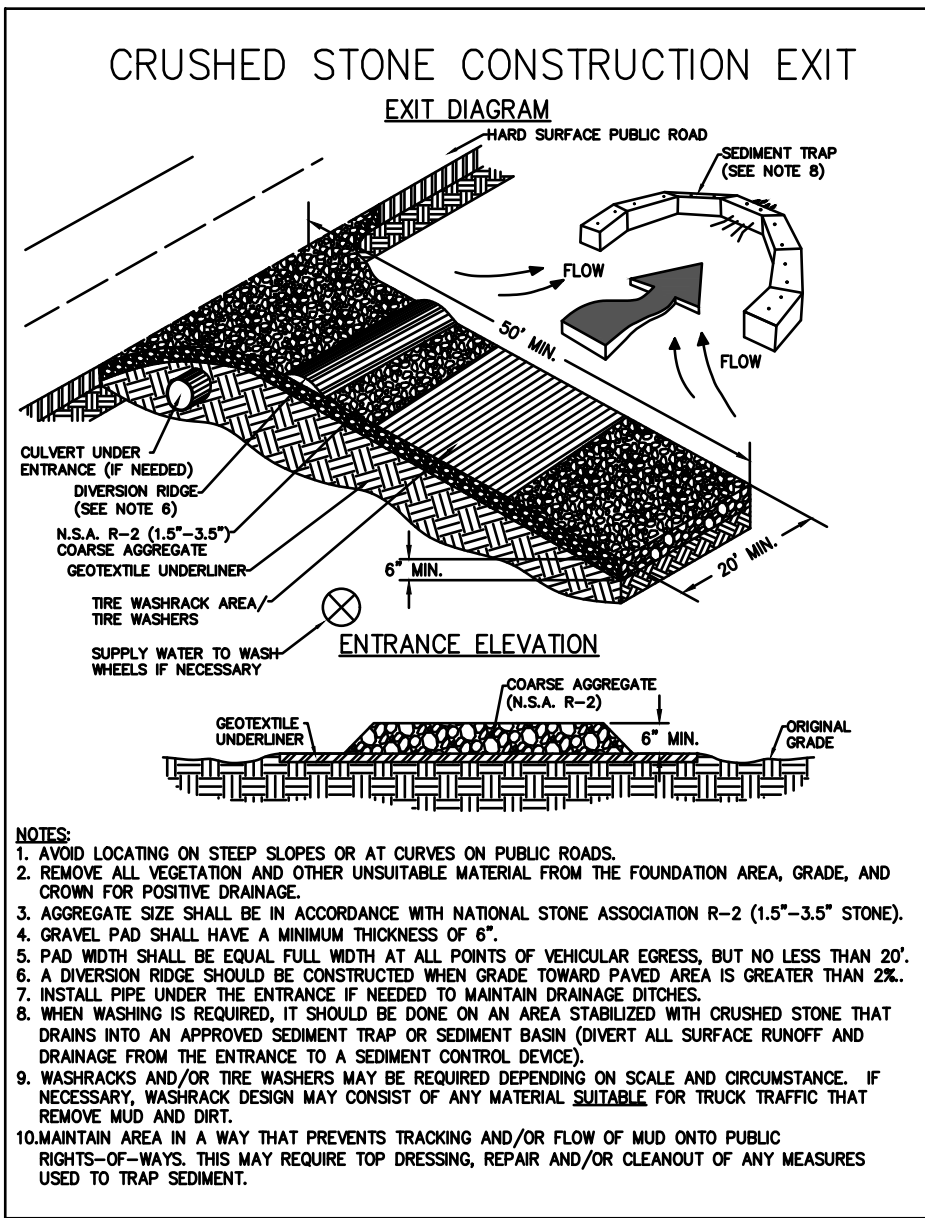 CRUSHED STONE CONSTRUCTION EXIT
EXIT DIAGRAM
HARD SURFACE PUBLIC ROAD
SEDIMENT TRAP
(SEE NOTE 8)
FLOW
50' MIN.
FLOW
CULVERT UNDER
ENTRANCE (IF NEEDED)
DIVERSION RIDGE
(SEE NOTE 6)
N.S.A. R-2 (1.5"-3.5")
COARSE AGGREGATE
GEOTEXTILE UNDERLINER
6" MIN.
20' MIN.
TIRE WASHRACK AREA/
TIRE WASHERS
SUPPLY WATER TO WASH
WHEELS IF NECESSARY
ENTRANCE ELEVATION
COARSE AGGREGATE
(N.S.A. R-2)
GEOTEXTILE
UNDERLINER
6" MIN.
ORIGINAL
GRADE
NOTES:
1. AVOID LOCATING ON STEEP SLOPES OR AT CURVES ON PUBLIC ROADS.
2. REMOVE ALL VEGETATION AND OTHER UNSUITABLE MATERIAL FROM THE FOUNDATION AREA, GRADE, AND
CROWN FOR POSITIVE DRAINAGE.
3. AGGREGATE SIZE SHALL BE IN ACCORDANCE WITH NATIONAL STONE ASSOCIATION R-2 (1.5"-3.5" STONE).
4. GRAVEL PAD SHALL HAVE A MINIMUM THICKNESS OF 6".
5. PAD WIDTH SHALL BE EQUAL FULL WIDTH AT ALL POINTS OF VEHICULAR EGRESS, BUT NO LESS THAN 20'.
6. A DIVERSION RIDGE SHOULD BE CONSTRUCTED WHEN GRADE TOWARD PAVED AREA IS GREATER THAN 2%..
7. INSTALL PIPE UNDER THE ENTRANCE IF NEEDED TO MAINTAIN DRAINAGE DITCHES.
8. WHEN WASHING IS REQUIRED, IT SHOULD BE DONE ON AN AREA STABILIZED WITH CRUSHED STONE THAT
DRAINS INTO AN APPROVED SEDIMENT TRAP OR SEDIMENT BASIN (DIVERT ALL SURFACE RUNOFF AND
DRAINAGE FROM THE ENTRANCE TO A SEDIMENT CONTROL DEVICE).
9. WASHRACKS AND/OR TIRE WASHERS MAY BE REQUIRED DEPENDING ON SCALE AND CIRCUMSTANCE. IF
NECESSARY, WASHRACK DESIGN MAY CONSIST OF ANY MATERIAL SUITABLE FOR TRUCK TRAFFIC THAT
REMOVE MUD AND DIRT.
10.MAINTAIN AREA IN A WAY THAT PREVENTS TRACKING AND/OR FLOW OF MUD ONTO PUBLIC
RIGHTS-OF-WAYS. THIS MAY REQUIRE TOP DRESSING, REPAIR AND/OR CLEANOUT OF ANY MEASURES
USED TO TRAP SEDIMENT.